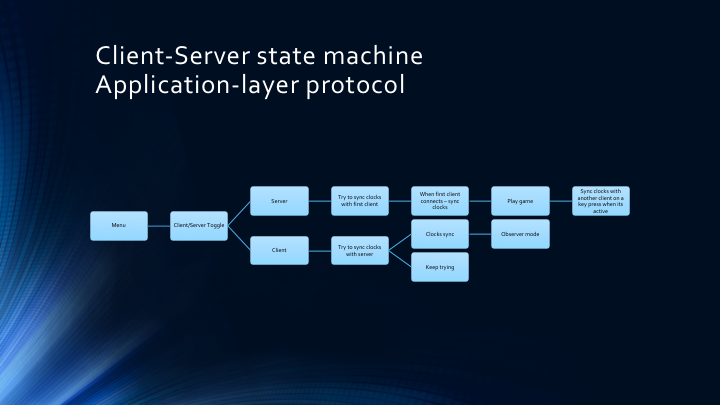 Client-Server state machine
Application-layer protocol
Menu
Client/Server Toggle
Server
Try to sync clocks
with first client
When first client
connects – sync
clocks
Play game
Sync clocks with
another client on a
key press when its
active
Client
Try to sync clocks
with server
Clocks sync
Observer mode
Keep trying